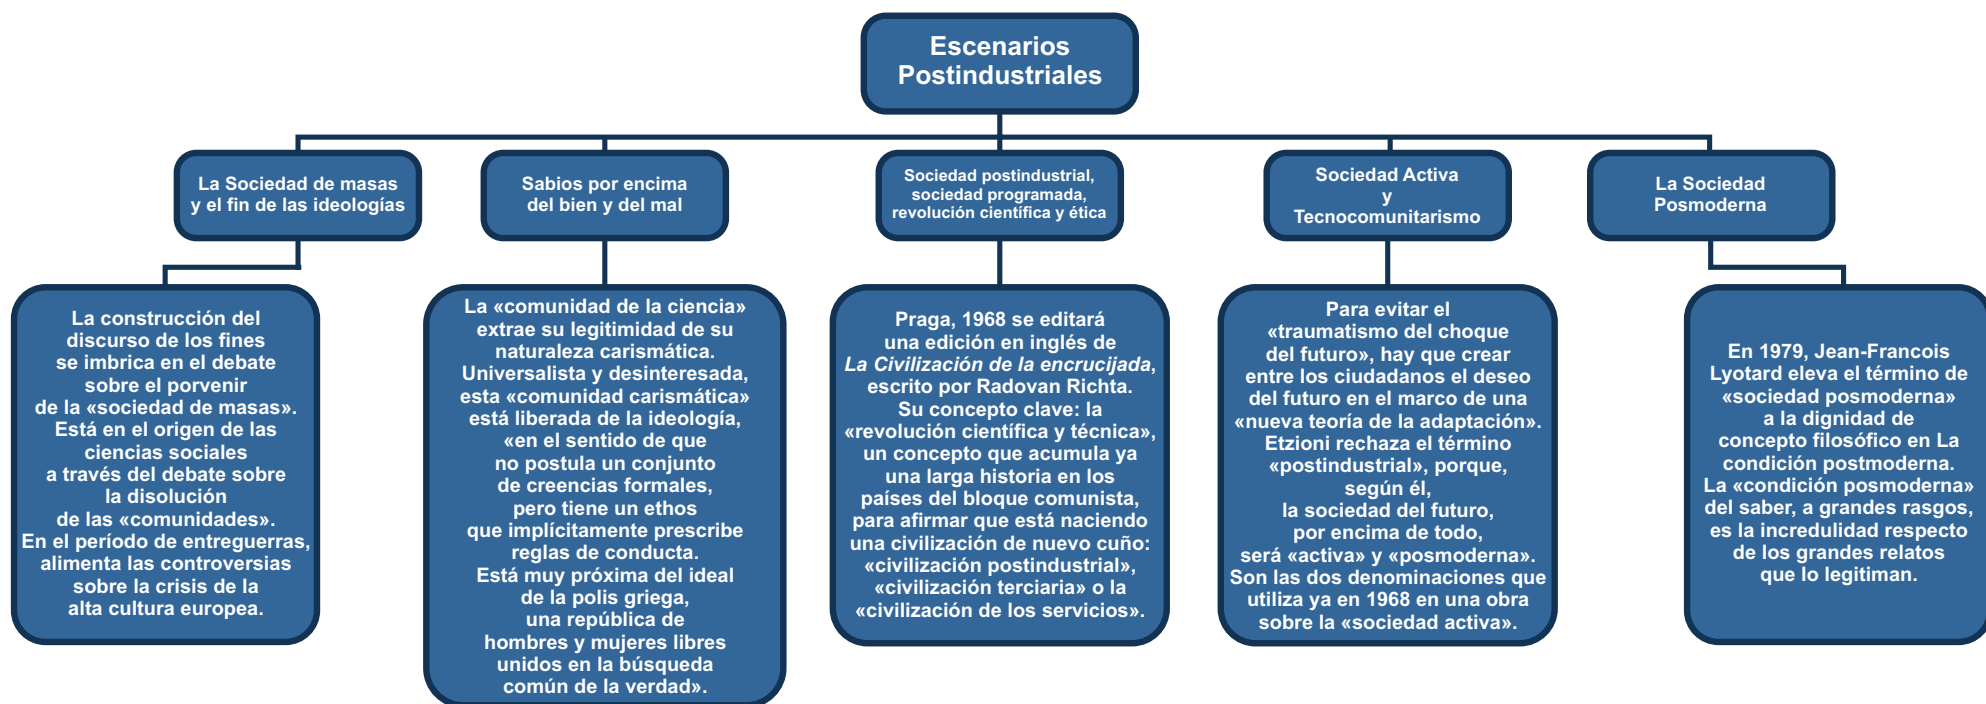 Escenarios
Postindustriales
La Sociedad de masas
y el fin de las ideologías
Sabios por encima
del bien y del mal
Sociedad postindustrial,
sociedad programada,
revolución científica y ética
Sociedad Activa
y
Tecnocomunitarismo
La Sociedad
Posmoderna
La construcción del
discurso de los fines
se imbrica en el debate
sobre el porvenir
de la «sociedad de masas».
Está en el origen de las
ciencias sociales
a través del debate sobre
la disolución
de las «comunidades».
En el período de entreguerras,
alimenta las controversias
sobre la crisis de la
alta cultura europea.
La «comunidad de la ciencia»
extrae su legitimidad de su
naturaleza carismática.
Universalista y desinteresada,
esta «comunidad carismática»
está liberada de la ideología,
«en el sentido de que
no postula un conjunto
de creencias formales,
pero tiene un ethos
que implícitamente prescribe
reglas de conducta.
Está muy próxima del ideal
de la polis griega,
una república de
hombres y mujeres libres
unidos en la búsqueda
común de la verdad».
Praga, 1968 se editará
una edición en inglés de
La Civilización de la encrucijada,
escrito por Radovan Richta.
Su concepto clave: la
«revolución científica y técnica»,
un concepto que acumula ya
una larga historia en los
países del bloque comunista,
para afirmar que está naciendo
una civilización de nuevo cuño:
«civilización postindustrial»,
«civilización terciaria» o la
«civilización de los servicios».
Para evitar el
«traumatismo del choque
del futuro», hay que crear
entre los ciudadanos el deseo
del futuro en el marco de una
«nueva teoría de la adaptación».
Etzioni rechaza el término
«postindustrial», porque,
según él,
la sociedad del futuro,
por encima de todo,
será «activa» y «posmoderna».
Son las dos denominaciones que
utiliza ya en 1968 en una obra
sobre la «sociedad activa».
En 1979, Jean-Francois
Lyotard eleva el término de
«sociedad posmoderna»
a la dignidad de
concepto filosófico en La
condición postmoderna.
La «condición posmoderna»
del saber, a grandes rasgos,
es la incredulidad respecto
de los grandes relatos
que lo legitiman.